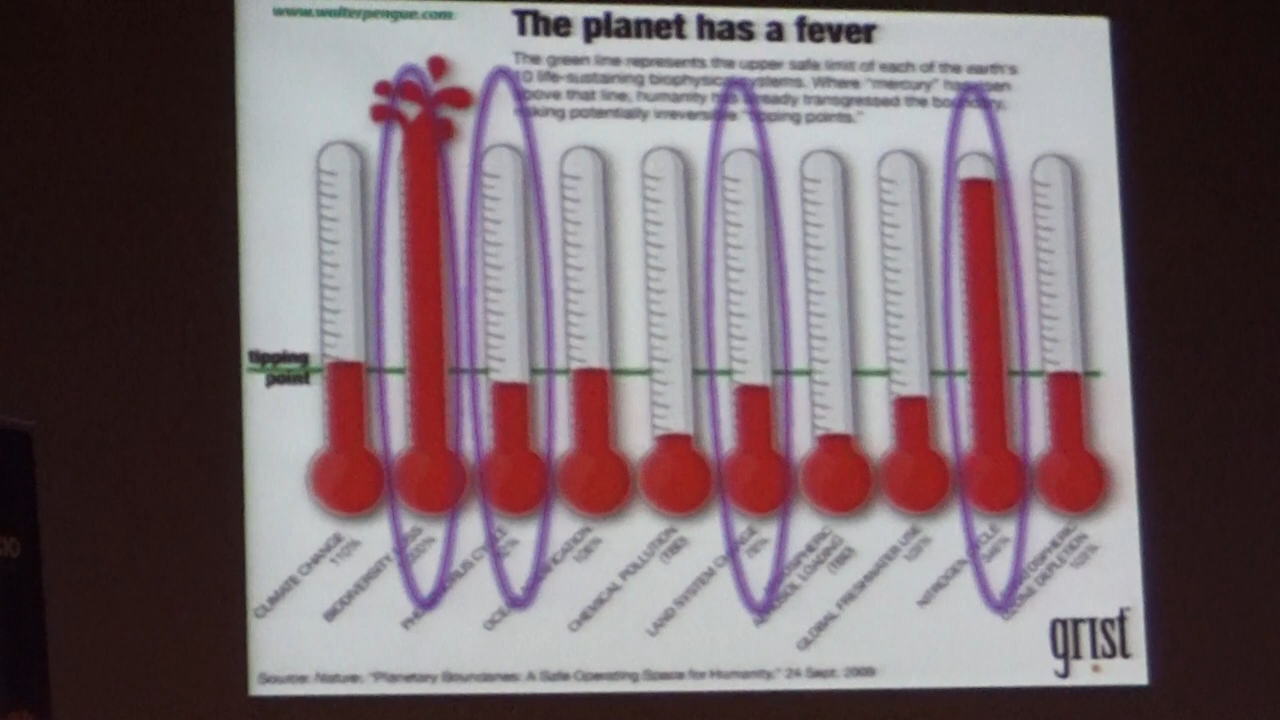 www.walterpengue.com
The planet has a fever
The green line represents the upper safe limit of each of the earth's
10 life-sustaining biophysical systems. Where "mercury" has risen
above that line, humanity has already transgressed the boundary,
risking potentially irreversible "tipping points."
tipping
point
CLIMATE CHANGE
110%
BIODIVERSITY LOSS
PHOSPHORUS CYCLE
OCEAN ACIDIFICATION
CHEMICAL POLLUTION
(TBD)
LAND SYSTEM CHANGE
ATMOSPHERIC
AEROSOL LOADING
(TBD)
GLOBAL FRESHWATER USE
NITROGEN CYCLE
STRATOSPHERIC
OZONE DEPLETION
grist
Source: Nature, "Planetary Boundaries: A Safe Operating Space for Humanity," 24 Sept. 2009